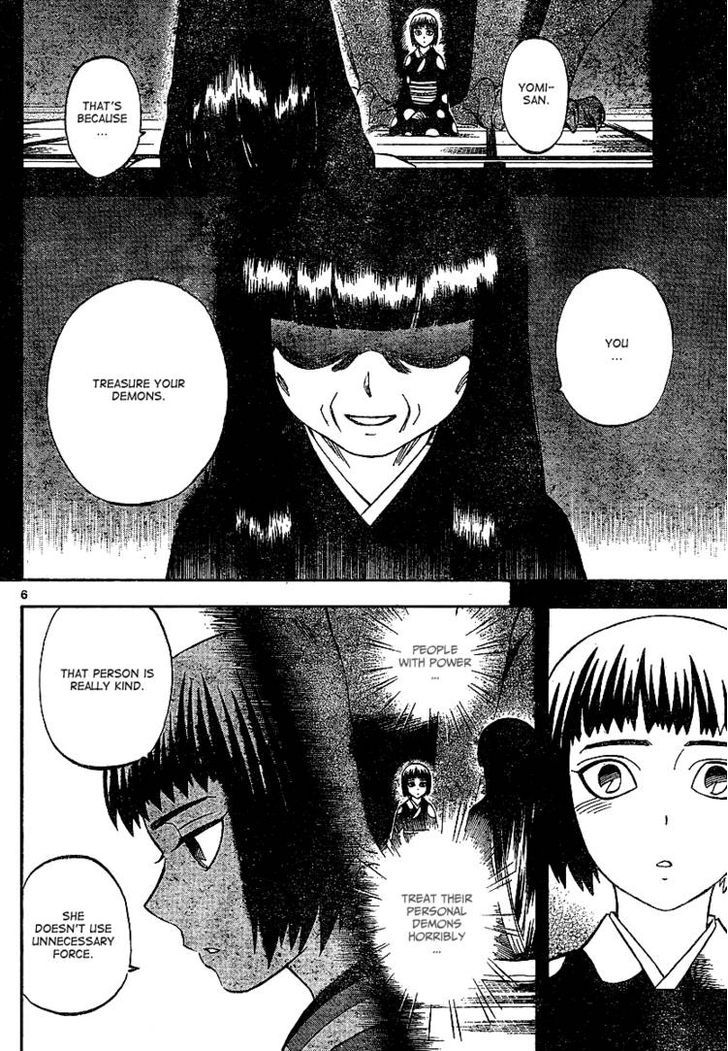 YOMI-
SAN.
THAT'S
BECAUSE
...
YOU
...
TREASURE YOUR
DEMONS.
6
PEOPLE
WITH POWER
...
TREAT THEIR
PERSONAL
DEMONS
HORRIBLY
...
THAT PERSON IS
REALLY KIND.
SHE
DOESN'T USE
UNNECESSARY
FORCE.